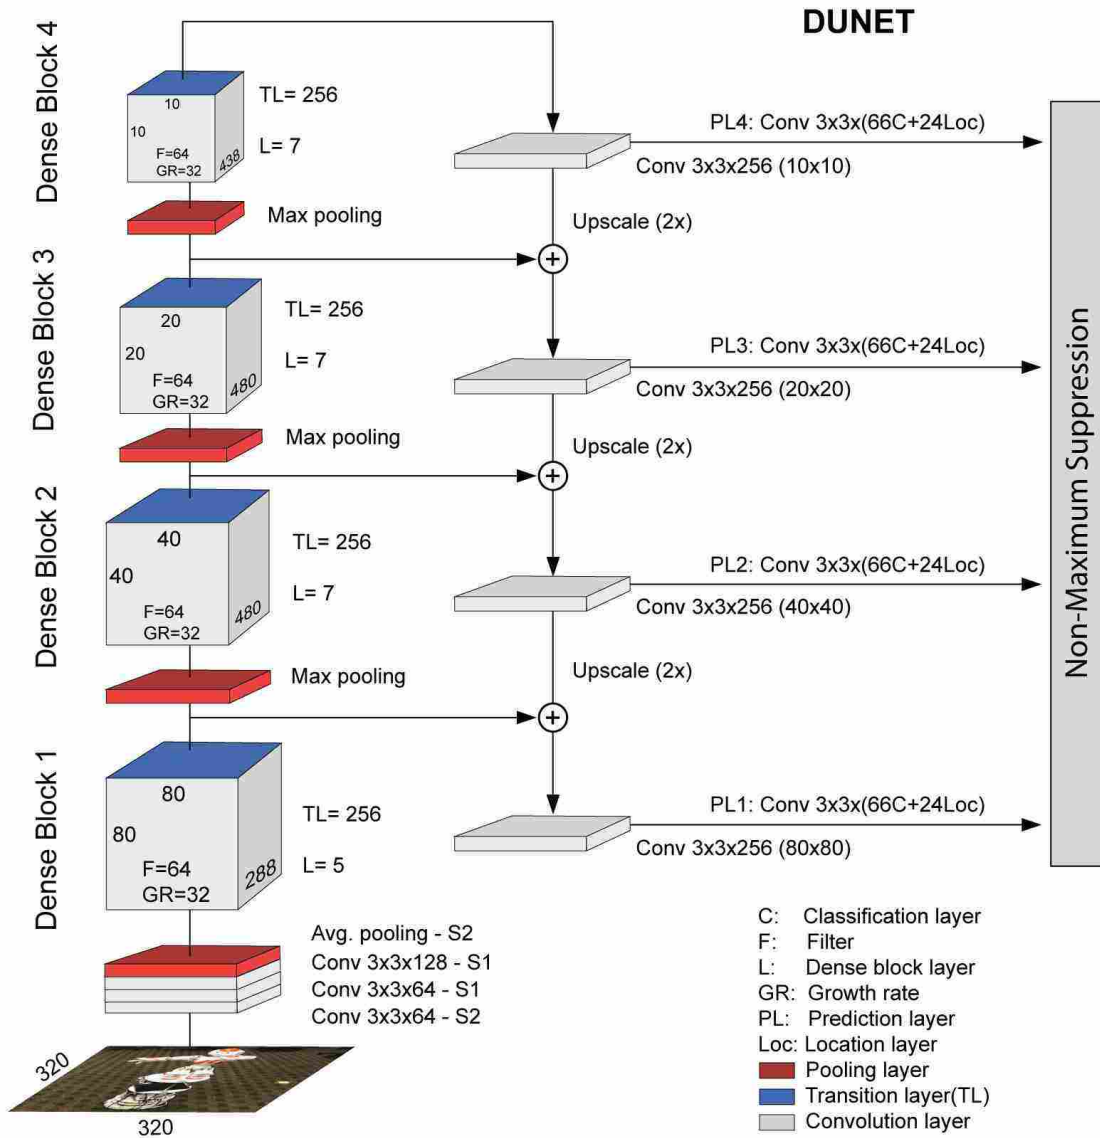 DUNET
Dense Block 4
10
10
F=64
GR=32
438
TL= 256
L= 7
PL4: Conv 3x3x(66C+24Loc)
Conv 3x3x256 (10x10)
Max pooling
Upscale (2x)
+
Dense Block 3
20
20
F=64
GR=32
480
TL= 256
L= 7
PL3: Conv 3x3x(66C+24Loc)
Conv 3x3x256 (20x20)
Max pooling
Upscale (2x)
+
Dense Block 2
40
40
F=64
GR=32
480
TL= 256
L= 7
PL2: Conv 3x3x(66C+24Loc)
Conv 3x3x256 (40x40)
Max pooling
Upscale (2x)
+
Dense Block 1
80
80
F=64
GR=32
288
TL= 256
L= 5
PL1: Conv 3x3x(66C+24Loc)
Conv 3x3x256 (80x80)
Non-Maximum Suppression
Avg. pooling - S2
Conv 3x3x128 - S1
Conv 3x3x64 - S1
Conv 3x3x64 - S2
320
320
C: Classification layer
F: Filter
L: Dense block layer
GR: Growth rate
PL: Prediction layer
Loc: Location layer
Pooling layer
Transition layer(TL)
Convolution layer